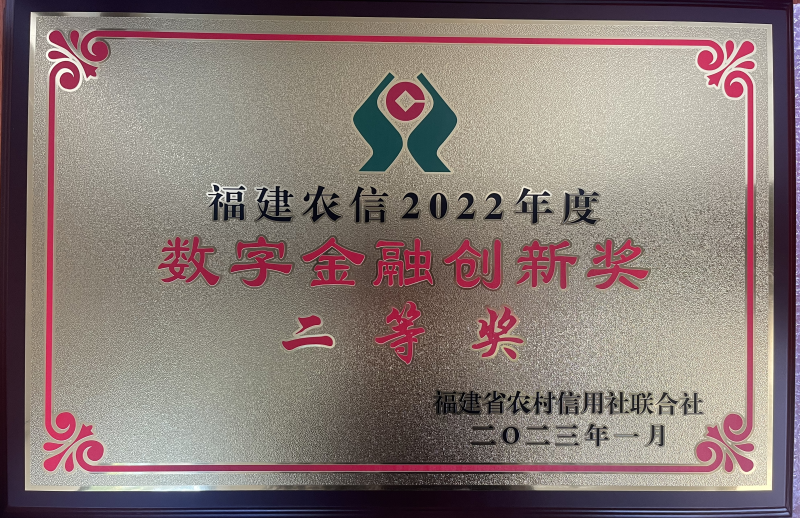 福建农信2022年度
数字金融创新奖
二等奖
福建省农村信用社联合社
二〇二三年一月